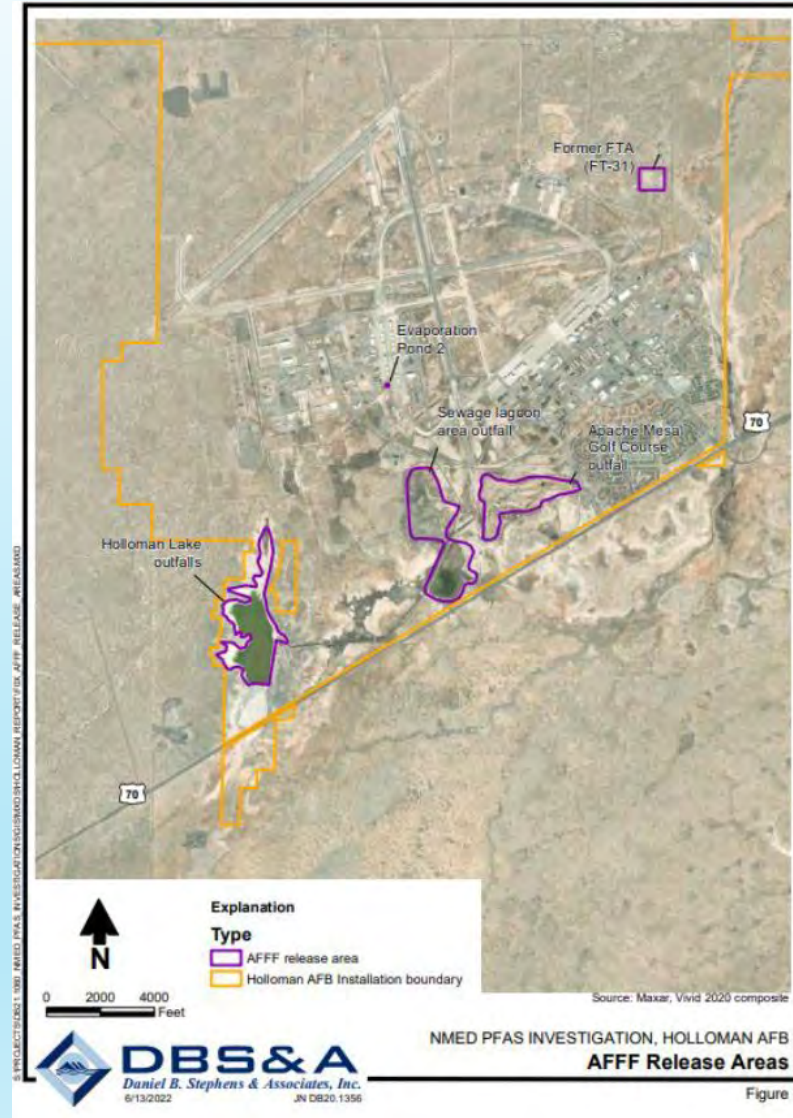 Former FTA
(FT-31)
Evaporation
Pond 2
Sewage lagoon
area outfall
Apache Mesa
Golf Course
outfall
70
Holloman Lake
outfalls
70
N
0 2000 4000
Feet
Explanation
Type
AFFF release area
Holloman AFB Installation boundary
Source: Maxar, Vivid 2020 composite
DBS&A
Daniel B. Stephens & Associates, Inc.
6/13/2022 JN DB20.1356
NMED PFAS INVESTIGATION, HOLLOMAN AFB
AFFF Release Areas
Figure